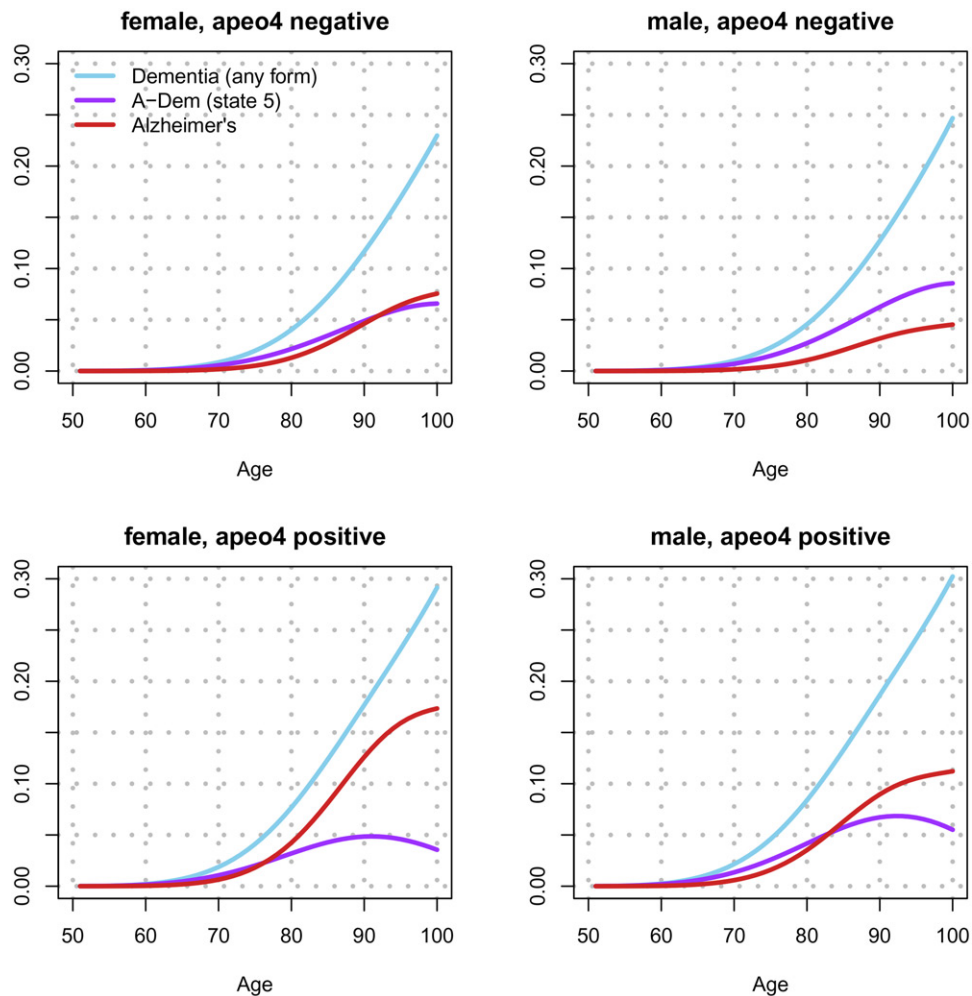 female, apeo4 negative
0.30
0.20
0.10
0.00
Dementia (any form)
A−Dem (state 5)
Alzheimer's
50 60 70 80 90 100
Age
male, apeo4 negative
0.30
0.20
0.10
0.00
50 60 70 80 90 100
Age
female, apeo4 positive
0.30
0.20
0.10
0.00
50 60 70 80 90 100
Age
male, apeo4 positive
0.30
0.20
0.10
0.00
50 60 70 80 90 100
Age